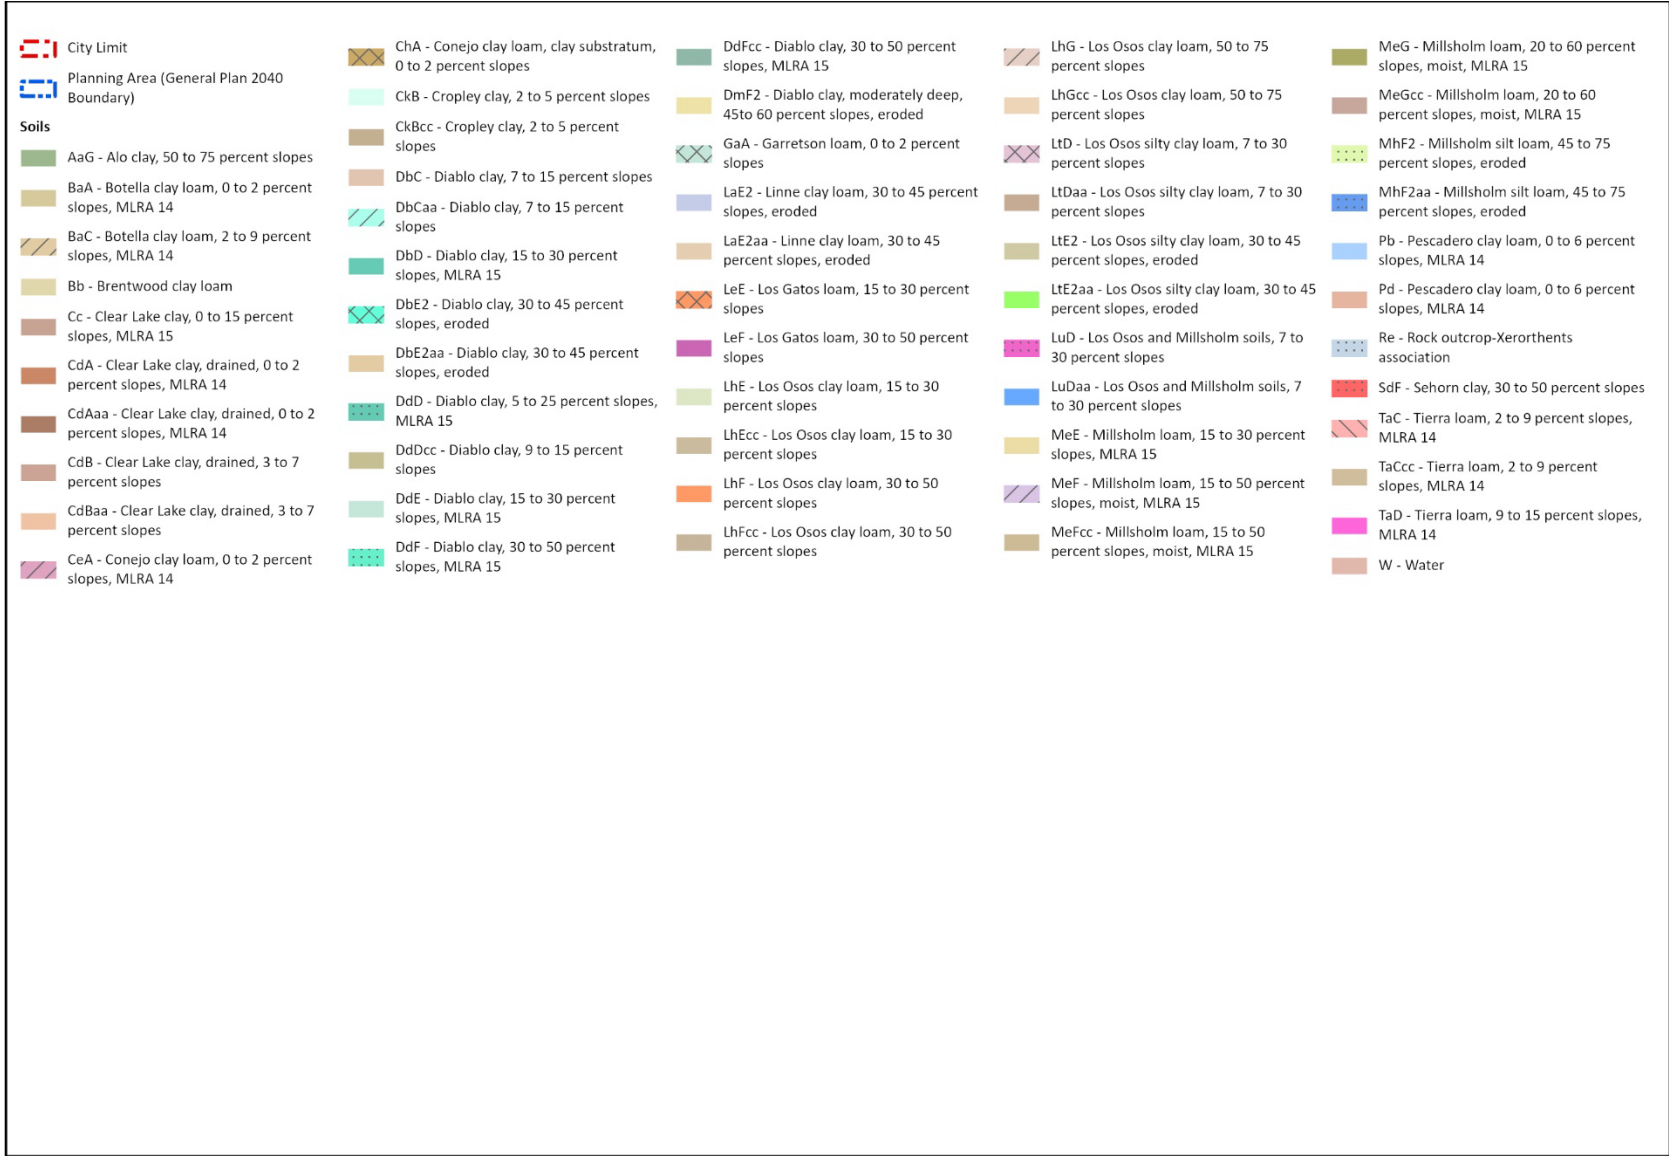 City Limit
Planning Area (General Plan 2040
Boundary)
Soils
AaG - Alo clay, 50 to 75 percent slopes
BaA - Botella clay loam, 0 to 2 percent
slopes, MLRA 14
BaC - Botella clay loam, 2 to 9 percent
slopes, MLRA 14
Bb - Brentwood clay loam
Cc - Clear Lake clay, 0 to 15 percent
slopes, MLRA 15
CdA - Clear Lake clay, drained, 0 to 2
percent slopes, MLRA 14
CdAaa - Clear Lake clay, drained, 0 to 2
percent slopes, MLRA 14
CdB - Clear Lake clay, drained, 3 to 7
percent slopes
CdBaa - Clear Lake clay, drained, 3 to 7
percent slopes
CeA - Conejo clay loam, 0 to 2 percent
slopes, MLRA 14
ChA - Conejo clay loam, clay substratum,
0 to 2 percent slopes
CkB - Cropley clay, 2 to 5 percent slopes
CkBcc - Cropley clay, 2 to 5 percent
slopes
DbC - Diablo clay, 7 to 15 percent slopes
DbCaa - Diablo clay, 7 to 15 percent
slopes
DbD - Diablo clay, 15 to 30 percent
slopes, MLRA 15
DbE2 - Diablo clay, 30 to 45 percent
slopes, eroded
DbE2aa - Diablo clay, 30 to 45 percent
slopes, eroded
DdD - Diablo clay, 5 to 25 percent slopes,
MLRA 15
DdDcc - Diablo clay, 9 to 15 percent
slopes
DdE - Diablo clay, 15 to 30 percent
slopes, MLRA 15
DdF - Diablo clay, 30 to 50 percent
slopes, MLRA 15
DdFcc - Diablo clay, 30 to 50 percent
slopes, MLRA 15
DmF2 - Diablo clay, moderately deep,
45to 60 percent slopes, eroded
GaA - Garretson loam, 0 to 2 percent
slopes
LaE2 - Linne clay loam, 30 to 45 percent
slopes, eroded
LaE2aa - Linne clay loam, 30 to 45
percent slopes, eroded
LeE - Los Gatos loam, 15 to 30 percent
slopes
LeF - Los Gatos loam, 30 to 50 percent
slopes
LhE - Los Osos clay loam, 15 to 30
percent slopes
LhEcc - Los Osos clay loam, 15 to 30
percent slopes
LhF - Los Osos clay loam, 30 to 50
percent slopes
LhFcc - Los Osos clay loam, 30 to 50
percent slopes
LhG - Los Osos clay loam, 50 to 75
percent slopes
LhGcc - Los Osos clay loam, 50 to 75
percent slopes
LtD - Los Osos silty clay loam, 7 to 30
percent slopes
LtDaa - Los Osos silty clay loam, 7 to 30
percent slopes
LtE2 - Los Osos silty clay loam, 30 to 45
percent slopes, eroded
LtE2aa - Los Osos silty clay loam, 30 to 45
percent slopes, eroded
LuD - Los Osos and Millsholm soils, 7 to
30 percent slopes
LuDaa - Los Osos and Millsholm soils, 7
to 30 percent slopes
MeE - Millsholm loam, 15 to 30 percent
slopes, MLRA 15
MeF - Millsholm loam, 15 to 50 percent
slopes, moist, MLRA 15
MeFcc - Millsholm loam, 15 to 50
percent slopes, moist, MLRA 15
MeG - Millsholm loam, 20 to 60 percent
slopes, moist, MLRA 15
MeGcc - Millsholm loam, 20 to 60
percent slopes, moist, MLRA 15
MhF2 - Millsholm silt loam, 45 to 75
percent slopes, eroded
MhF2aa - Millsholm silt loam, 45 to 75
percent slopes, eroded
Pb - Pescadero clay loam, 0 to 6 percent
slopes, MLRA 14
Pd - Pescadero clay loam, 0 to 6 percent
slopes, MLRA 14
Re - Rock outcrop-Xerorthents
association
SdF - Sehorn clay, 30 to 50 percent slopes
TaC - Tierra loam, 2 to 9 percent slopes,
MLRA 14
TaCcc - Tierra loam, 2 to 9 percent
slopes, MLRA 14
TaD - Tierra loam, 9 to 15 percent slopes,
MLRA 14
W - Water